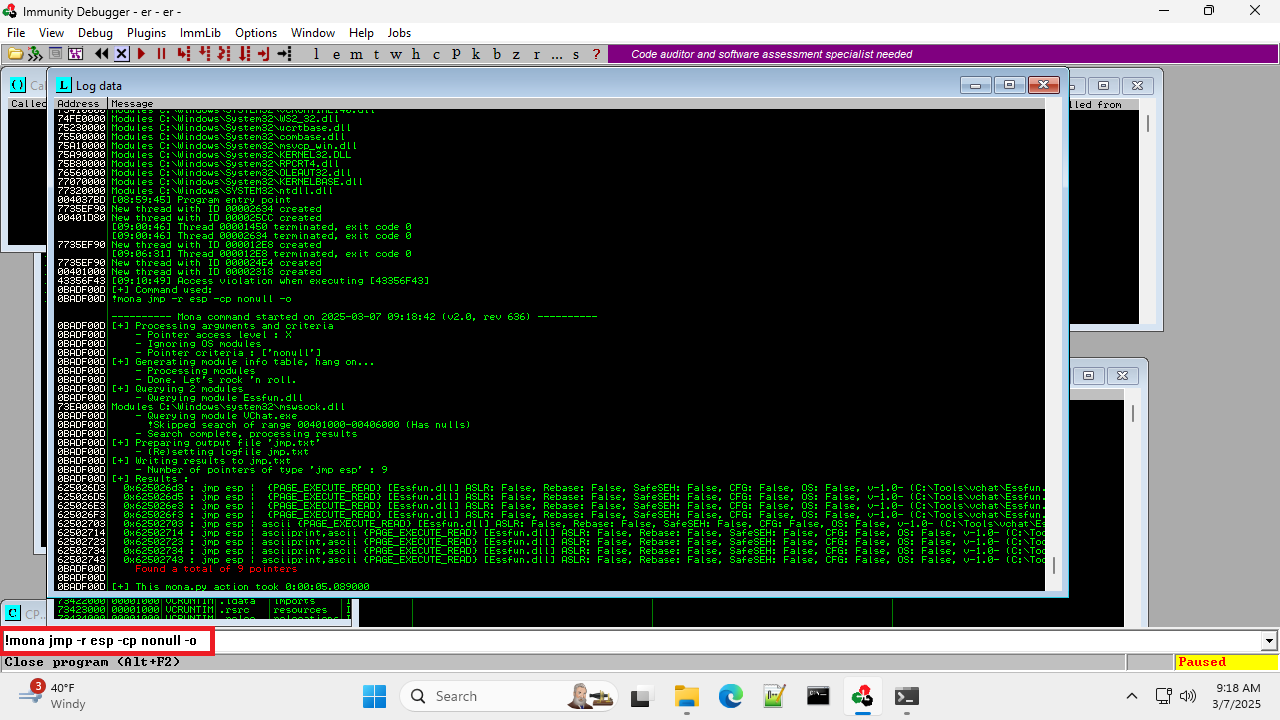 Immunity Debugger - er - er -
File View Debug Plugins ImmLib Options Window Help Jobs
l e m t w h c P k b z r ... s ?
Code auditor and software assessment specialist needed
Log data
Called
lled from
Address Message
74FE0000 Modules C:\Windows\System32\WS2_32.dll
75230000 Modules C:\Windows\System32\ucrtbase.dll
75500000 Modules C:\Windows\System32\combase.dll
75A10000 Modules C:\Windows\System32\msvcp_win.dll
75A90000 Modules C:\Windows\System32\KERNEL32.DLL
75B80000 Modules C:\Windows\System32\RPCRT4.dll
76560000 Modules C:\Windows\System32\OLEAUT32.dll
77070000 Modules C:\Windows\System32\KERNELBASE.dll
77320000 Modules C:\Windows\SYSTEM32\ntdll.dll
004037BD [08:59:45] Program entry point
7735EF90 New thread with ID 00002634 created
00401D80 New thread with ID 000025CC created
[09:00:46] Thread 00001450 terminated, exit code 0
[09:00:46] Thread 00002634 terminated, exit code 0
7735EF90 New thread with ID 000012E8 created
[09:06:31] Thread 000012E8 terminated, exit code 0
7735EF90 New thread with ID 000024E4 created
00401000 New thread with ID 00002318 created
43356F43 [09:10:49] Access violation when executing [43356F43]
0BADF00D [+] Command used:
0BADF00D !mona jmp -r esp -cp nonull -o
---------- Mona command started on 2025-03-07 09:18:42 (v2.0, rev 636) ----------
0BADF00D [+] Processing arguments and criteria
0BADF00D - Pointer access level : X
0BADF00D - Ignoring OS modules
0BADF00D - Pointer criteria : ['nonull']
0BADF00D [+] Generating module info table, hang on...
0BADF00D - Processing modules
0BADF00D - Done. Let's rock 'n roll.
0BADF00D [+] Querying 2 modules
0BADF00D - Querying module Essfun.dll
73EA0000 Modules C:\Windows\system32\mswsock.dll
0BADF00D - Querying module VChat.exe
0BADF00D !Skipped search of range 00401000-00406000 (Has nulls)
0BADF00D - Search complete, processing results
0BADF00D [+] Preparing output file 'jmp.txt'
0BADF00D - (Re)setting logfile jmp.txt
0BADF00D [+] Writing results to jmp.txt
0BADF00D - Number of pointers of type 'jmp esp' : 9
0BADF00D [+] Results :
625026D3 0x625026d3 : jmp esp | {PAGE_EXECUTE_READ} [Essfun.dll] ASLR: False, Rebase: False, SafeSEH: False, CFG: False, OS: False, v-1.0- (C:\Tools\vchat\Essfun.
625026D5 0x625026d5 : jmp esp | {PAGE_EXECUTE_READ} [Essfun.dll] ASLR: False, Rebase: False, SafeSEH: False, CFG: False, OS: False, v-1.0- (C:\Tools\vchat\Essfun.
625026E3 0x625026e3 : jmp esp | {PAGE_EXECUTE_READ} [Essfun.dll] ASLR: False, Rebase: False, SafeSEH: False, CFG: False, OS: False, v-1.0- (C:\Tools\vchat\Essfun.
625026F3 0x625026f3 : jmp esp | {PAGE_EXECUTE_READ} [Essfun.dll] ASLR: False, Rebase: False, SafeSEH: False, CFG: False, OS: False, v-1.0- (C:\Tools\vchat\Essfun.
62502703 0x62502703 : jmp esp | ascii {PAGE_EXECUTE_READ} [Essfun.dll] ASLR: False, Rebase: False, SafeSEH: False, CFG: False, OS: False, v-1.0- (C:\Tools\vchat\Es
62502714 0x62502714 : jmp esp | asciiprint,ascii {PAGE_EXECUTE_READ} [Essfun.dll] ASLR: False, Rebase: False, SafeSEH: False, CFG: False, OS: False, v-1.0- (C:\Too
62502723 0x62502723 : jmp esp | asciiprint,ascii {PAGE_EXECUTE_READ} [Essfun.dll] ASLR: False, Rebase: False, SafeSEH: False, CFG: False, OS: False, v-1.0- (C:\Too
62502734 0x62502734 : jmp esp | asciiprint,ascii {PAGE_EXECUTE_READ} [Essfun.dll] ASLR: False, Rebase: False, SafeSEH: False, CFG: False, OS: False, v-1.0- (C:\Too
62502743 0x62502743 : jmp esp | asciiprint,ascii {PAGE_EXECUTE_READ} [Essfun.dll] ASLR: False, Rebase: False, SafeSEH: False, CFG: False, OS: False, v-1.0- (C:\Too
0BADF00D Found a total of 9 pointers
0BADF00D
0BADF00D [+] This mona.py action took 0:00:05.089000
73422000 00001000 VCRUNTIM .idata imports
73423000 00001000 VCRUNTIM .rsrc resources
CP...
!mona jmp -r esp -cp nonull -o
Close program (Alt+F2)
Paused
3
40°F
Windy
Search
9:18 AM
3/7/2025